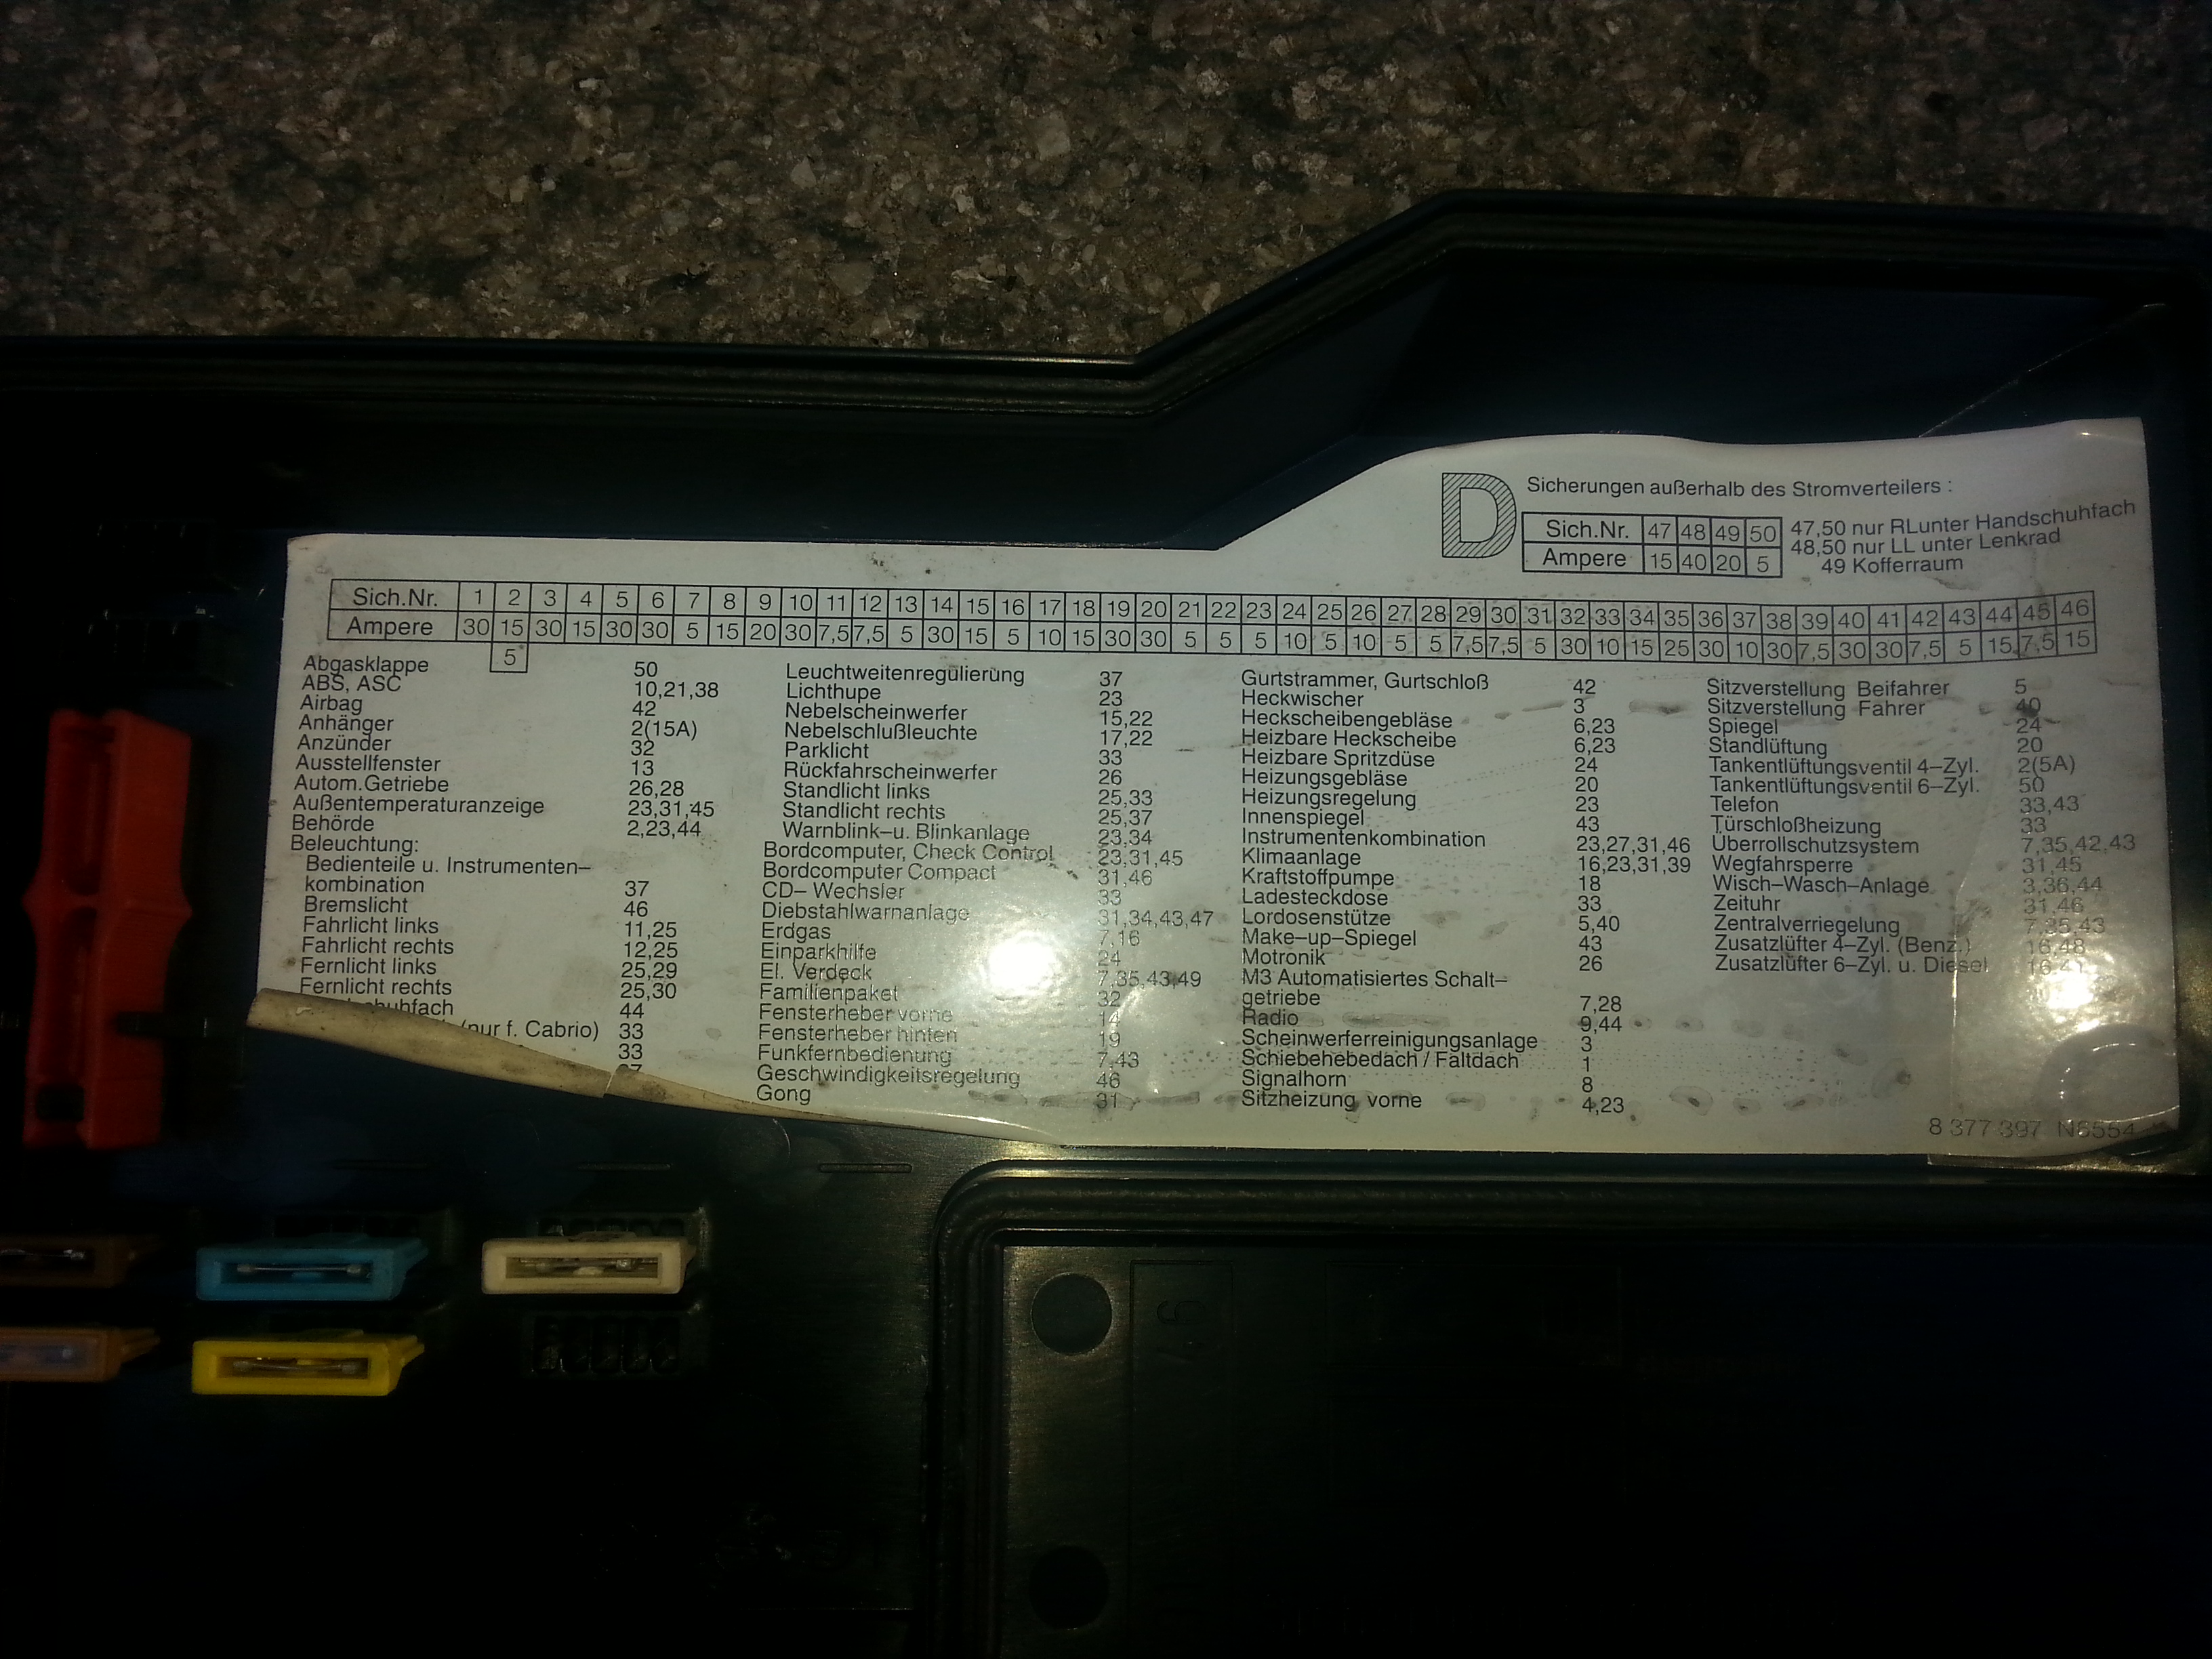 D
Sicherungen außerhalb des Stromverteilers :
Sich.Nr. 47 48 49 50
Ampere 15 40 20 5
47,50 nur RLunter Handschuhfach
48,50 nur LL unter Lenkrad
49 Kofferraum
Sich.Nr. 1 2 3 4 5 6 7 8 9 10 11 12 13 14 15 16 17 18 19 20 21 22 23 24 25 26 27 28 29 30 31 32 33 34 35 36 37 38 39 40 41 42 43 44 45 46
Ampere 30 15 30 15 30 30 5 15 20 30 7,5 7,5 5 30 15 5 10 15 30 30 5 5 5 10 5 10 5 5 7,5 7,5 5 30 10 15 25 30 10 30 7,5 30 30 7,5 5 15 7,5 15
5
Abgasklappe 50
ABS, ASC 10,21,38
Airbag 42
Anhänger 2(15A)
Anzünder 32
Ausstellfenster 13
Autom.Getriebe 26,28
Außentemperaturanzeige 23,31,45
Behörde 2,23,44
Beleuchtung:
Bedienteile u. Instrumenten–
kombination 37
Bremslicht 46
Fahrlicht links 11,25
Fahrlicht rechts 12,25
Fernlicht links 25,29
Fernlicht rechts 25,30
44
(nur f. Cabrio) 33
33
Leuchtweitenregulierung 37
Lichthupe 23
Nebelscheinwerfer 15,22
Nebelschlußleuchte 17,22
Parklicht 33
Rückfahrscheinwerfer 26
Standlicht links 25,33
Standlicht rechts 25,37
Warnblink–u. Blinkanlage 23,34
Bordcomputer, Check Control 23,31,45
Bordcomputer Compact 31,46
CD– Wechsler 33
Diebstahlwarnanlage 31,34,43,47
Erdgas 7,16
Einparkhilfe 24
El. Verdeck 7,35,43,49
Familienpaket 32
Fensterheber vorne 14
Fensterheber hinten 19
Funkfernbedienung 7,43
Geschwindigkeitsregelung 46
Gong 31
Gurtstrammer, Gurtschloß 42
Heckwischer 3
Heckscheibengebläse 6,23
Heizbare Heckscheibe 6,23
Heizbare Spritzdüse 24
Heizungsgebläse 20
Heizungsregelung 23
Innenspiegel 43
Instrumentenkombination 23,27,31,46
Klimaanlage 16,23,31,39
Kraftstoffpumpe 18
Ladesteckdose 33
Lordosenstütze 5,40
Make–up–Spiegel 43
Motronik 26
M3 Automatisiertes Schalt–
getriebe 7,28
Radio 9,44
Scheinwerferreinigungsanlage 3
Schiebehebedach / Faltdach 1
Signalhorn 8
Sitzheizung vorne 4,23
Sitzverstellung Beifahrer 5
Sitzverstellung Fahrer 40
Spiegel 24
Standlüftung 20
Tankentlüftungsventil 4–Zyl. 2(5A)
Tankentlüftungsventil 6–Zyl. 50
Telefon 33,43
Türschloßheizung 33
Überrollschutzsystem 7,35,42,43
Wegfahrsperre 31,45
Wisch–Wasch–Anlage 3,36,44
Zeituhr 31,46
Zentralverriegelung 7,35,43
Zusatzlüfter 4–Zyl. (Benz.) 16,48
Zusatzlüfter 6–Zyl. u. Diesel 16,41
8 377 397